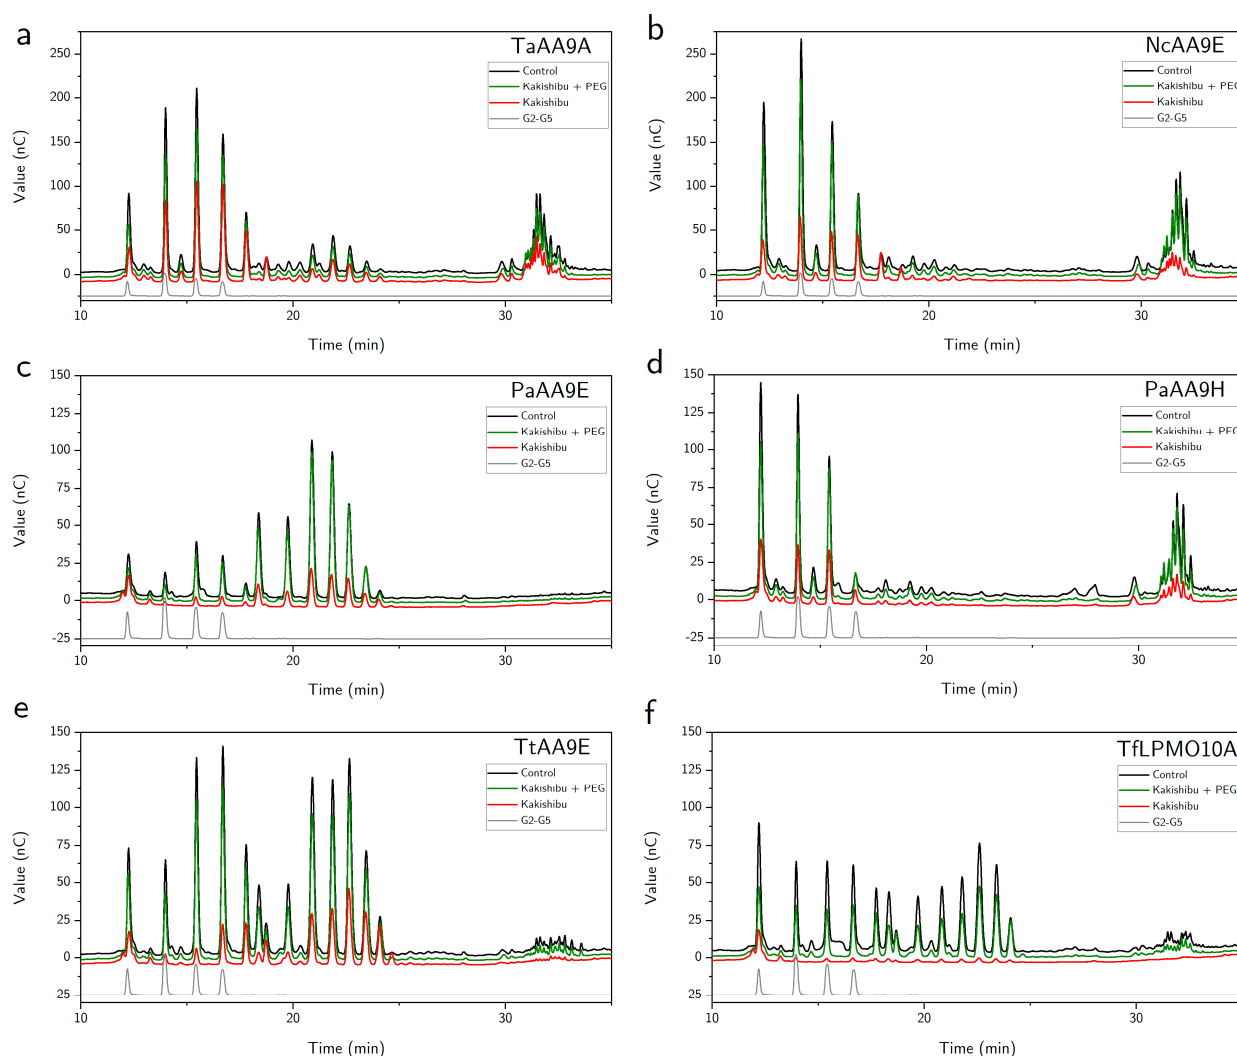 a
TaAA9A
Control
Kakishibu + PEG
Kakishibu
G2-G5
250
200
150
100
50
0
Value (nC)
10
20
30
Time (min)
b
NcAA9E
Control
Kakishibu + PEG
Kakishibu
G2-G5
250
200
150
100
50
0
Value (nC)
10
20
30
Time (min)
c
PaAA9E
Control
Kakishibu + PEG
Kakishibu
G2-G5
150
125
100
75
50
25
0
-25
Value (nC)
10
20
30
Time (min)
d
PaAA9H
Control
Kakishibu + PEG
Kakishibu
G2-G5
150
125
100
75
50
25
0
-25
Value (nC)
10
20
30
Time (min)
e
TtAA9E
Control
Kakishibu + PEG
Kakishibu
G2-G5
150
125
100
75
50
25
0
25
Value (nC)
10
20
30
Time (min)
f
TfLPMO10A
Control
Kakishibu + PEG
Kakishibu
G2-G5
150
125
100
75
50
25
0
25
Value (nC)
10
20
30
Time (min)